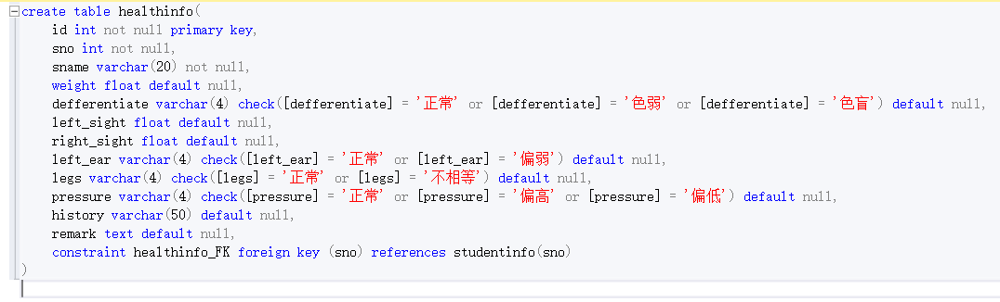 create table healthinfo(
id int not null primary key,
sno int not null,
sname varchar(20) not null,
weight float default null,
defferentiate varchar(4) check([defferentiate] = '正常' or [defferentiate] = '色弱' or [defferentiate] = '色盲') default null,
left_sight float default null,
right_sight float default null,
left_ear varchar(4) check([left_ear] = '正常' or [left_ear] = '偏弱') default null,
legs varchar(4) check([legs] = '正常' or [legs] = '不相等') default null,
pressure varchar(4) check([pressure] = '正常' or [pressure] = '偏高' or [pressure] = '偏低') default null,
history varchar(50) default null,
remark text default null,
constraint healthinfo_FK foreign key (sno) references studentinfo(sno)
)